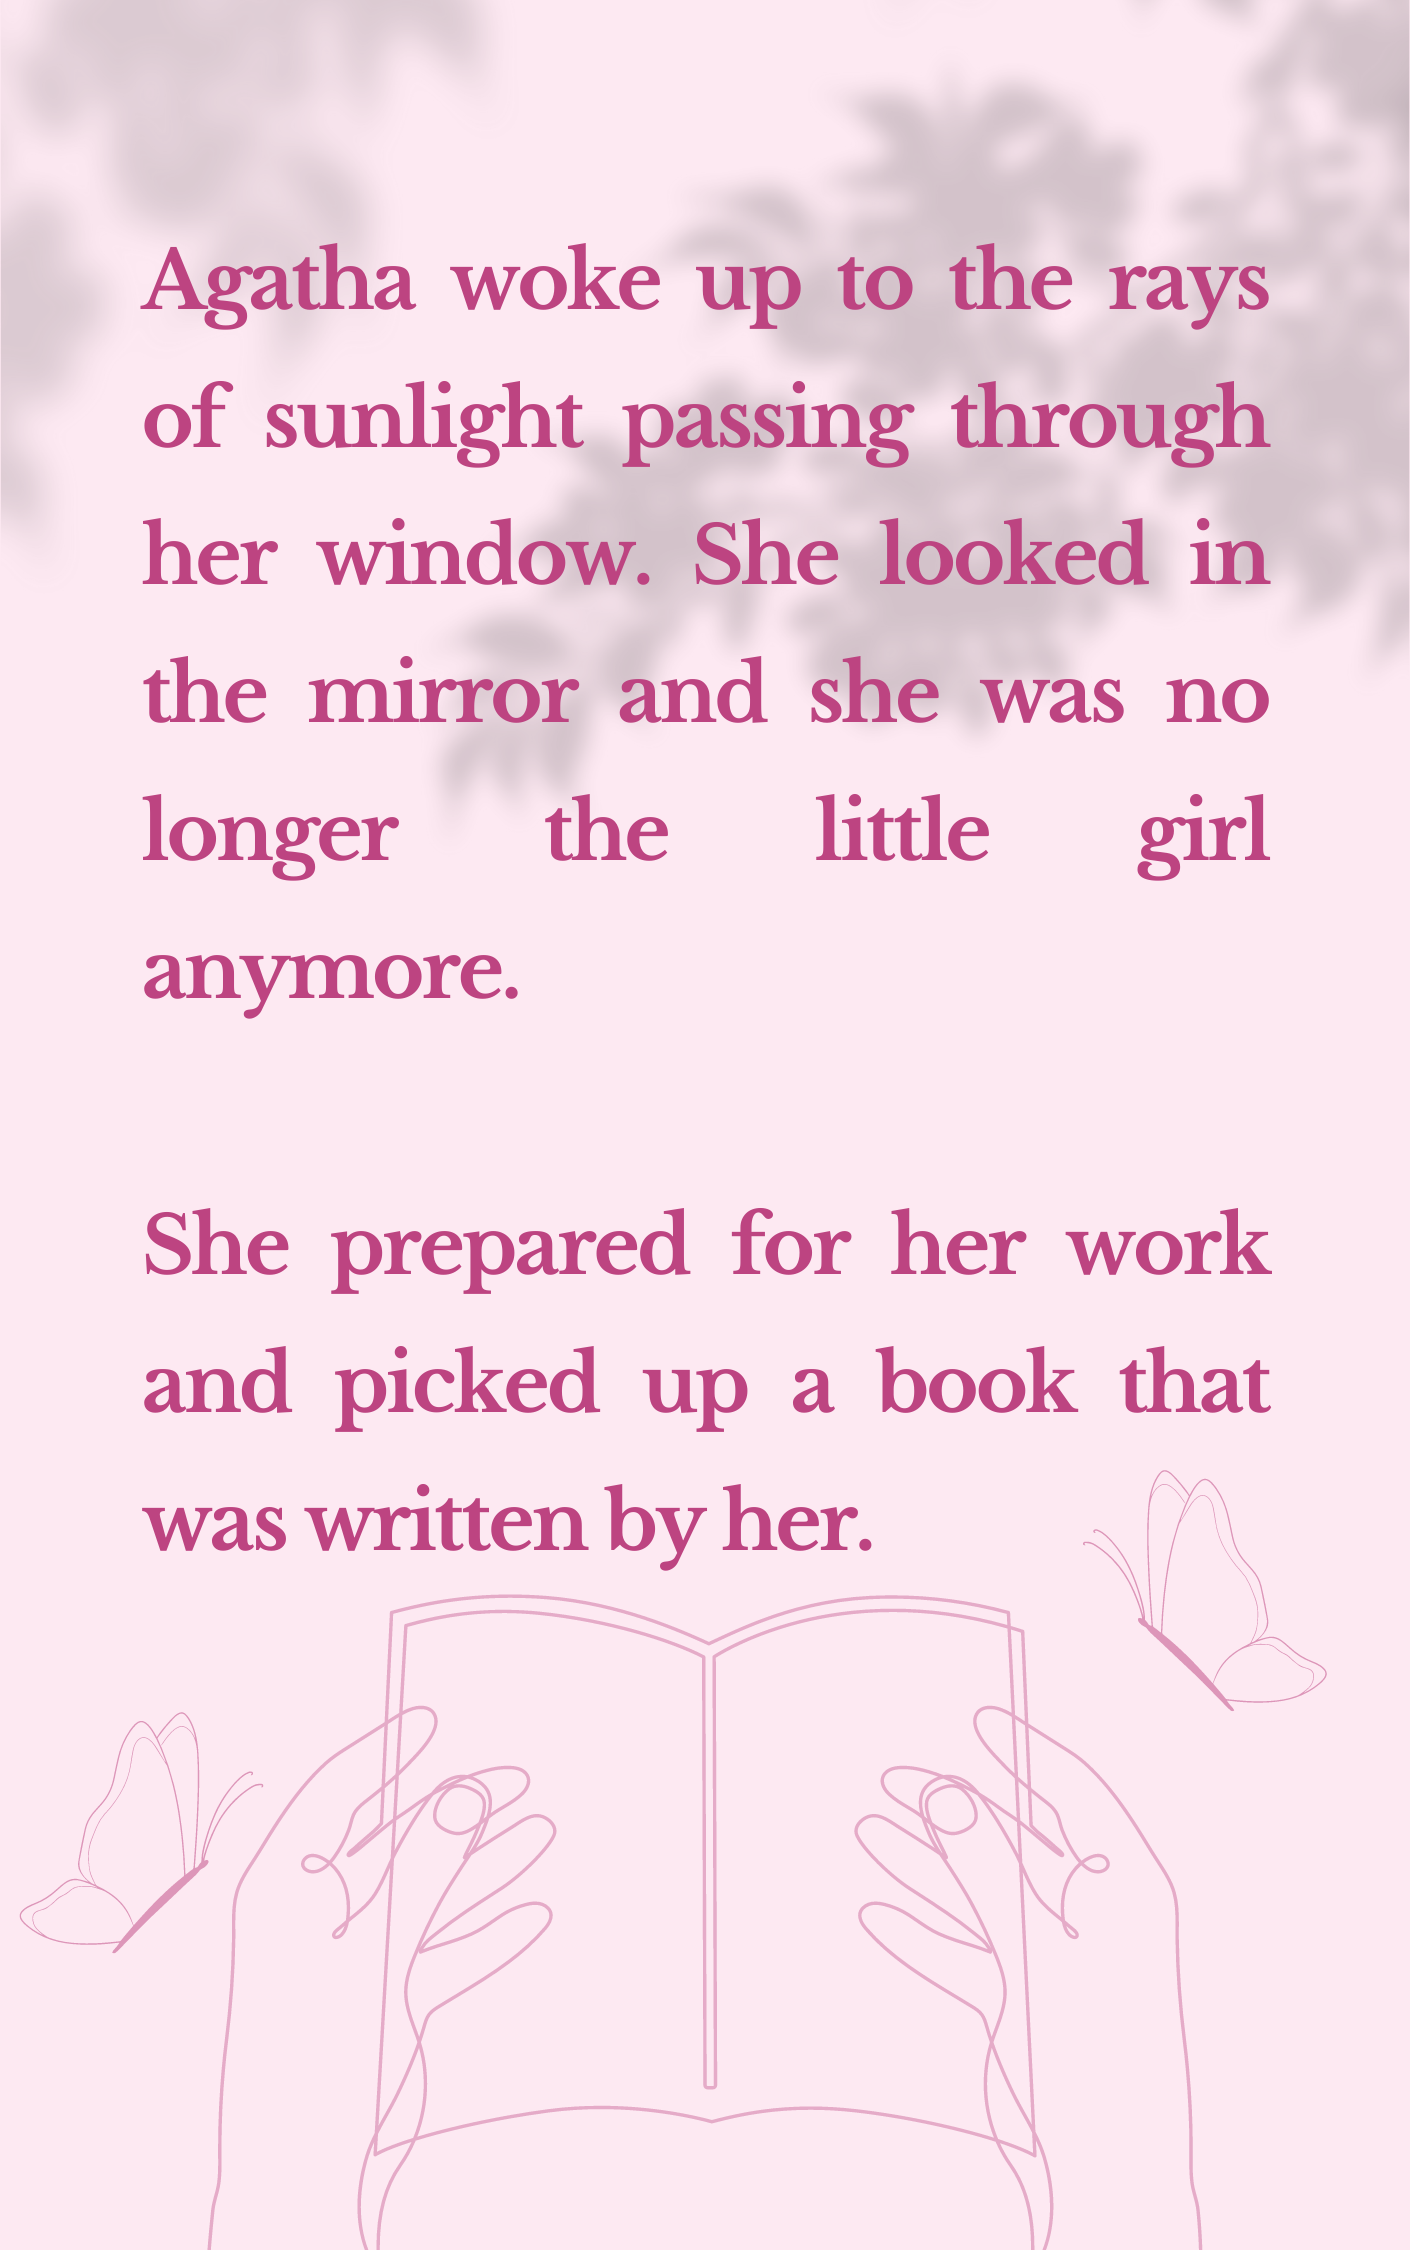 Agatha woke up to the rays
of sunlight passing through
her window. She looked in
the mirror and she was no
longer the little girl
anymore.
She prepared for her work
and picked up a book that
was written by her.